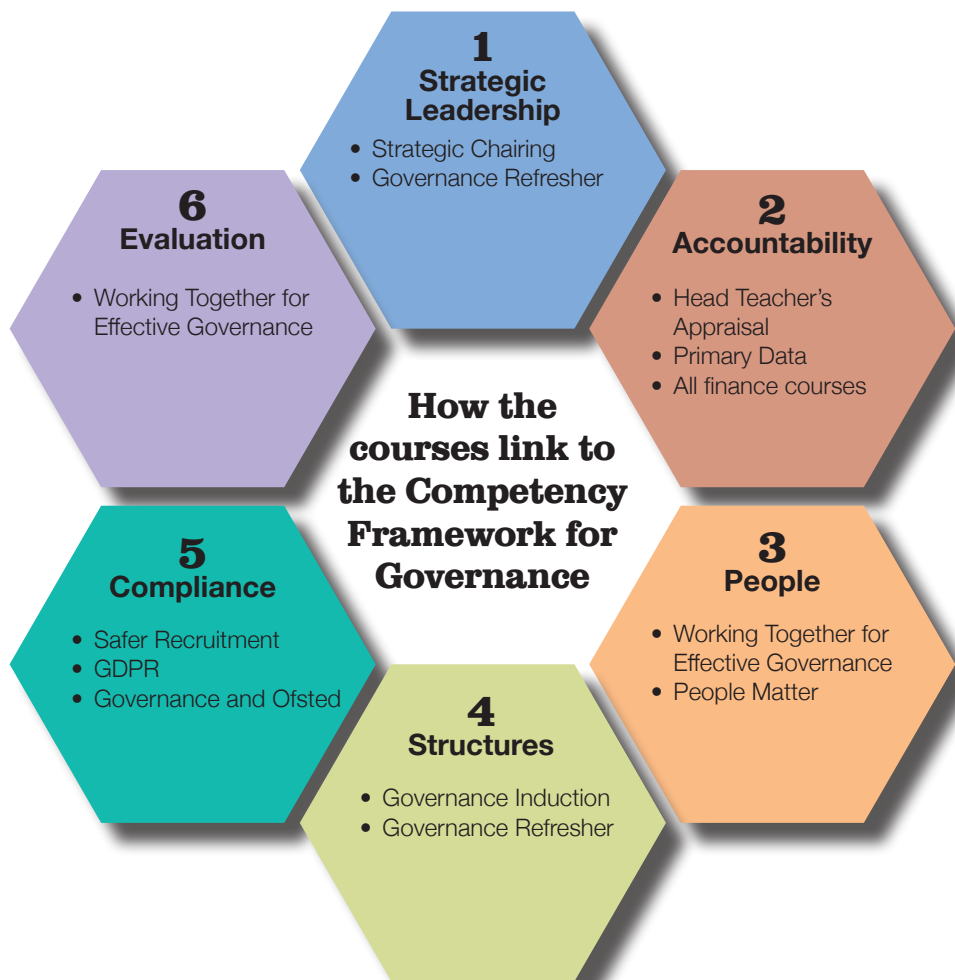 1
Strategic
Leadership
• Strategic Chairing
• Governance Refresher
2
Accountability
• Head Teacher's
Appraisal
• Primary Data
• All finance courses
3
People
• Working Together for
Effective Governance
• People Matter
4
Structures
• Governance Induction
• Governance Refresher
5
Compliance
• Safer Recruitment
• GDPR
• Governance and Ofsted
6
Evaluation
• Working Together for
Effective Governance
How the
courses link to
the Competency
Framework for
Governance